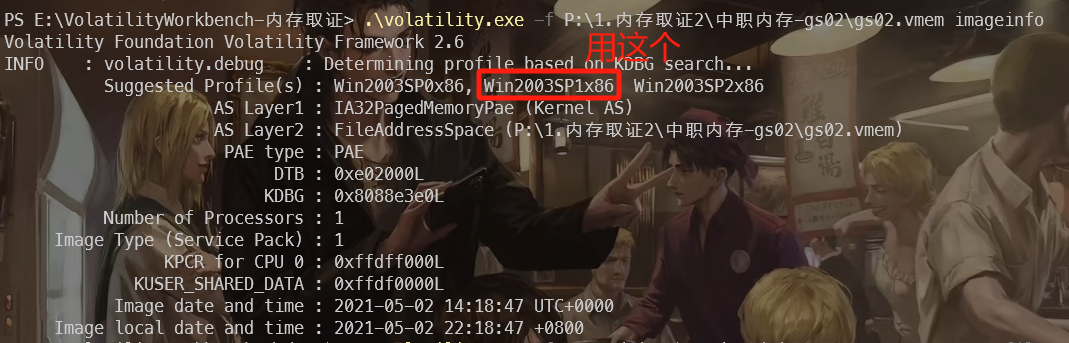 PS E:\VolatilityWorkbench-内存取证> .\volatility.exe -f P:\1.内存取证2\中职内存-gs02\gs02.vmem imageinfo
Volatility Foundation Volatility Framework 2.6
用这个
INFO    : volatility.debug    : Determining profile based on KDBG search...
Suggested Profile(s) : Win2003SP0x86, Win2003SP1x86, Win2003SP2x86
AS Layer1 : IA32PagedMemoryPae (Kernel AS)
AS Layer2 : FileAddressSpace (P:\1.内存取证2\中职内存-gs02\gs02.vmem)
PAE type : PAE
DTB : 0xe02000L
KDBG : 0x8088e3e0L
Number of Processors : 1
Image Type (Service Pack) : 1
KPCR for CPU 0 : 0xffdff000L
KUSER_SHARED_DATA : 0xffdf0000L
Image date and time : 2021-05-02 14:18:47 UTC+0000
Image local date and time : 2021-05-02 22:18:47 +0800